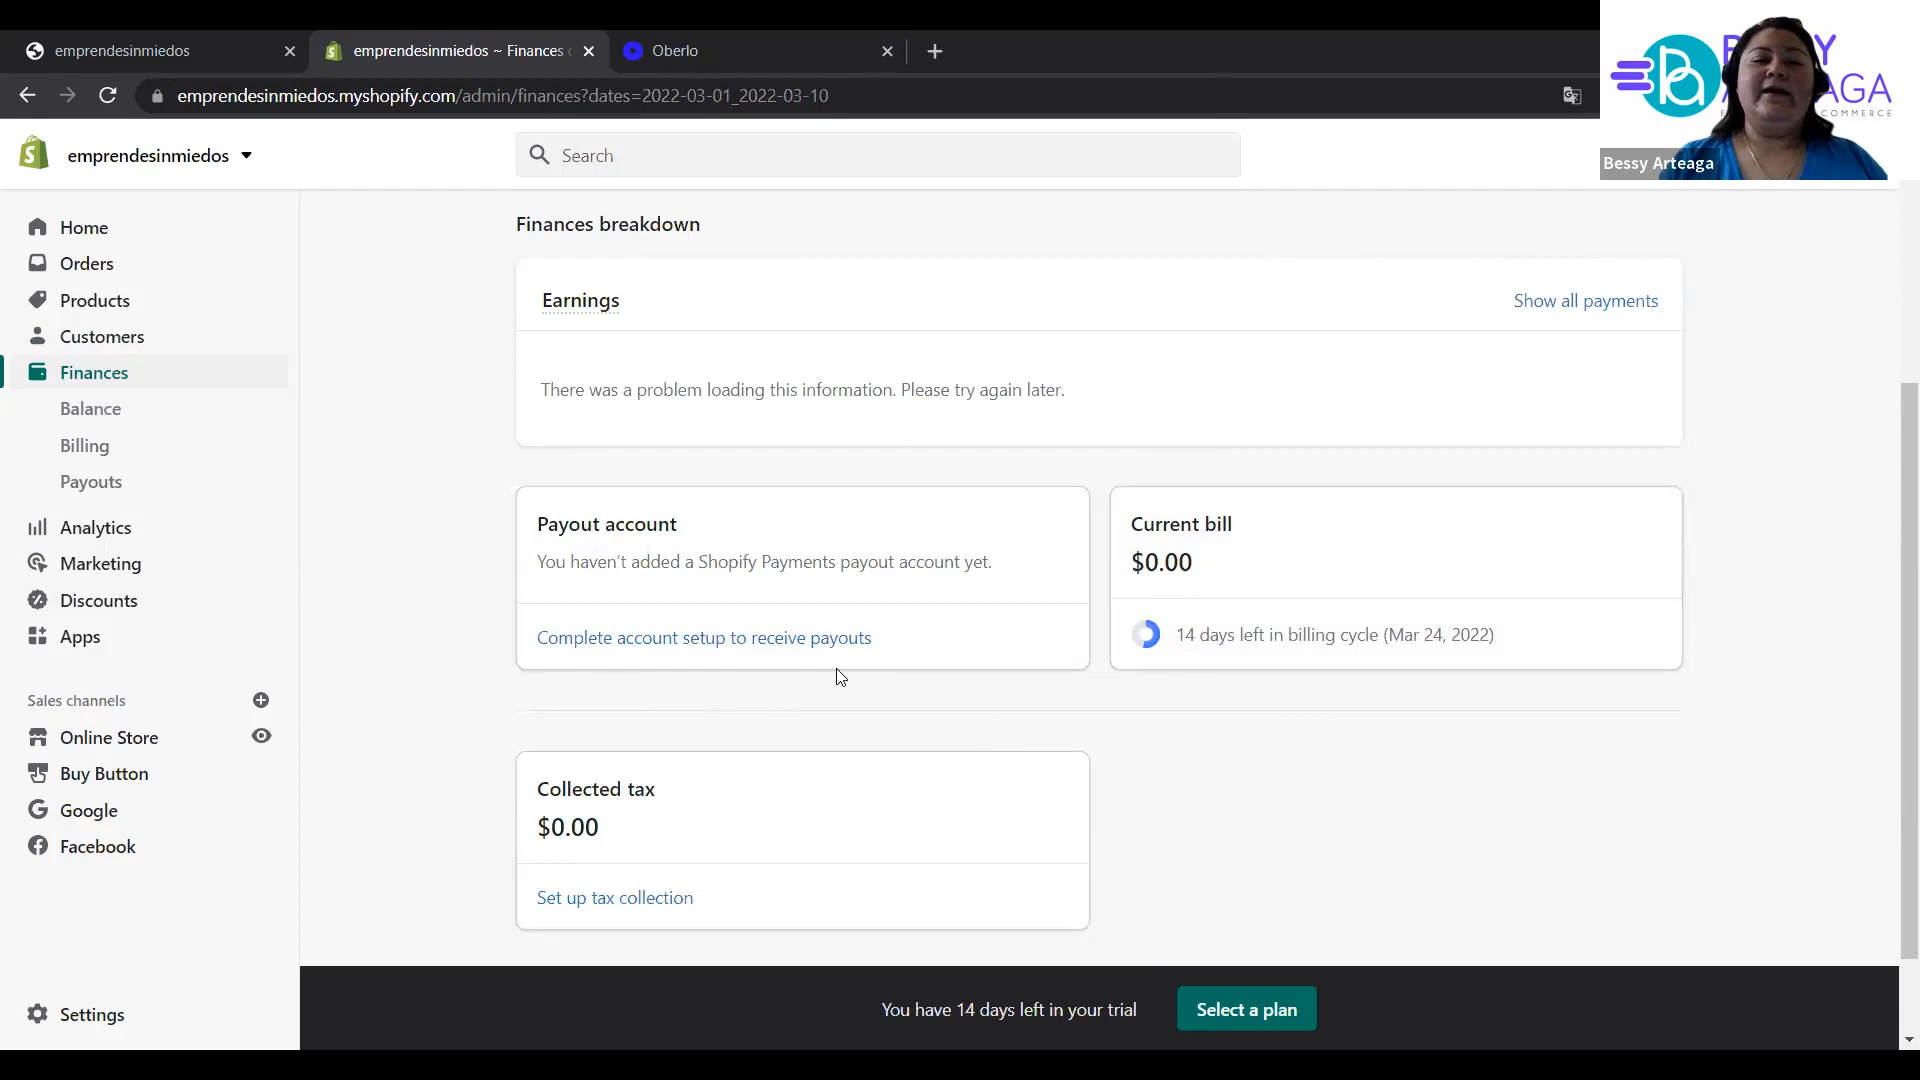 emprendesinmiedos
emprendesinmiedos ~ Finances
Oberlo
emprendesinmiedos.myshopify.com/admin/finances?dates=2022-03-01_2022-03-10
AGA
COMMERCE
Bessy Arteaga
emprendesinmiedos
Search
Home
Orders
Products
Customers
Finances
Balance
Billing
Payouts
Analytics
Marketing
Discounts
Apps
Sales channels
Online Store
Buy Button
Google
Facebook
Settings
Finances breakdown
Earnings
Show all payments
There was a problem loading this information. Please try again later.
Payout account
You haven't added a Shopify Payments payout account yet.
Complete account setup to receive payouts
Current bill
$0.00
14 days left in billing cycle (Mar 24, 2022)
Collected tax
$0.00
Set up tax collection
You have 14 days left in your trial
Select a plan